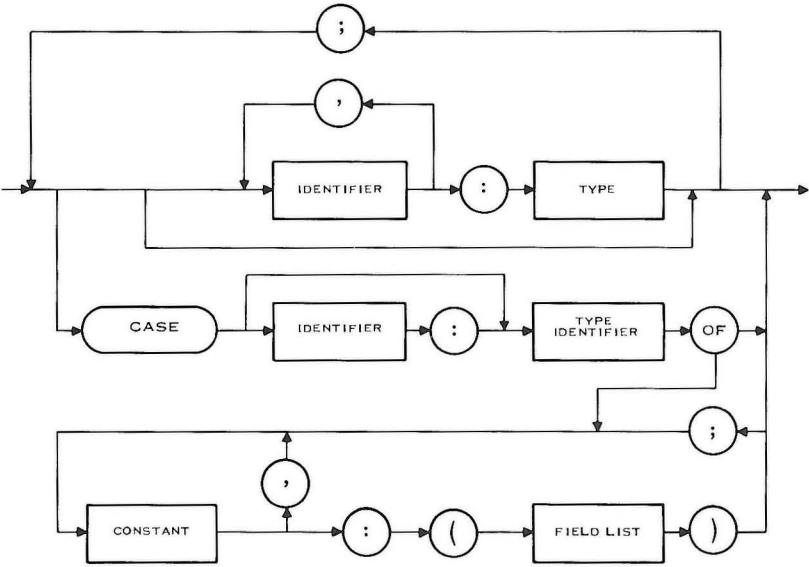 ;
,
IDENTIFIER : TYPE
CASE IDENTIFIER : TYPE
IDENTIFIER OF
;
,
CONSTANT : ( FIELD LIST )